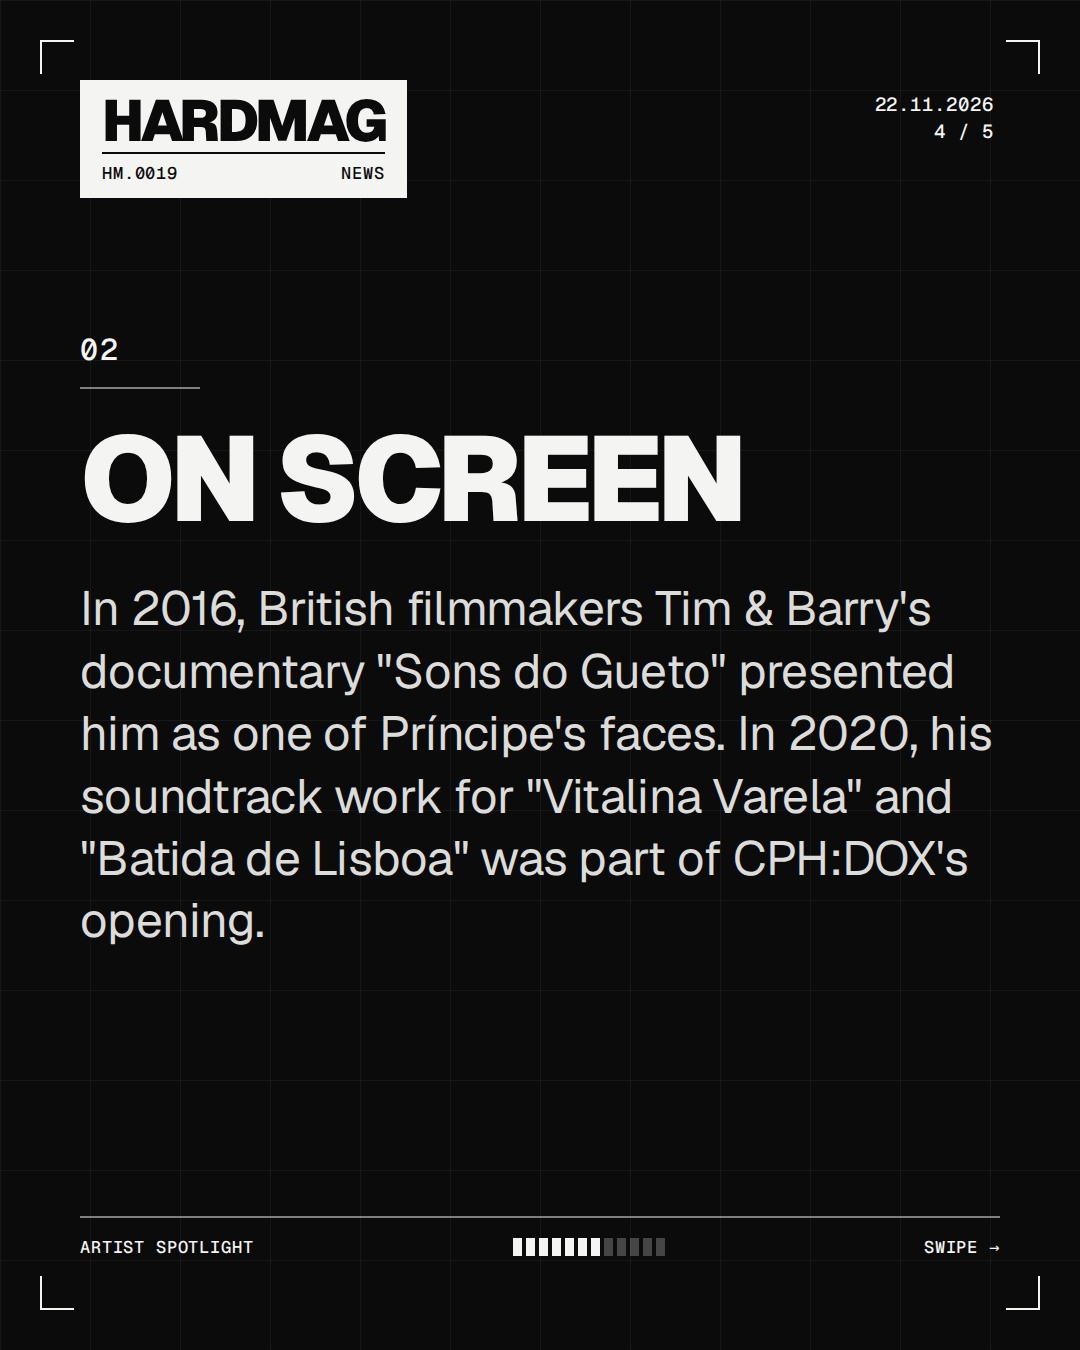 HARDMAG
HM.0019 NEWS
22.11.2026
4 / 5
02
ON SCREEN
In 2016, British filmmakers Tim & Barry's
documentary "Sons do Gueto" presented
him as one of Príncipe's faces. In 2020, his
soundtrack work for "Vitalina Varela" and
"Batida de Lisboa" was part of CPH:DOX's
opening.
ARTIST SPOTLIGHT
SWIPE →